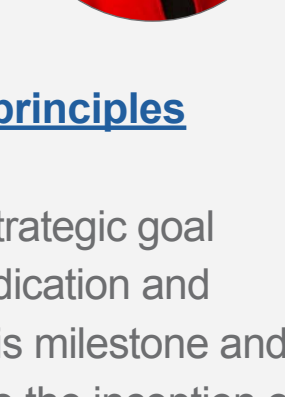 principles
trategic goal
dication and
is milestone and
the inception